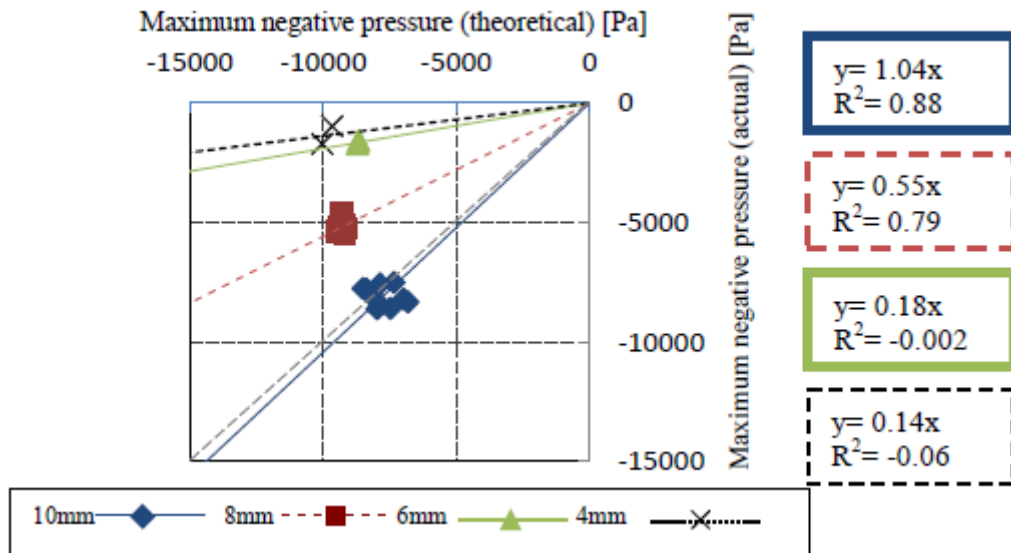 Maximum negative pressure (theoretical) [Pa]
-15000 -10000 -5000 0
0
-5000
-10000
-15000
Maximum negative pressure (actual) [Pa]
y= 1.04x
R²= 0.88
y= 0.55x
R²= 0.79
y= 0.18x
R²= -0.002
y= 0.14x
R²= -0.06
10mm 8mm 6mm 4mm